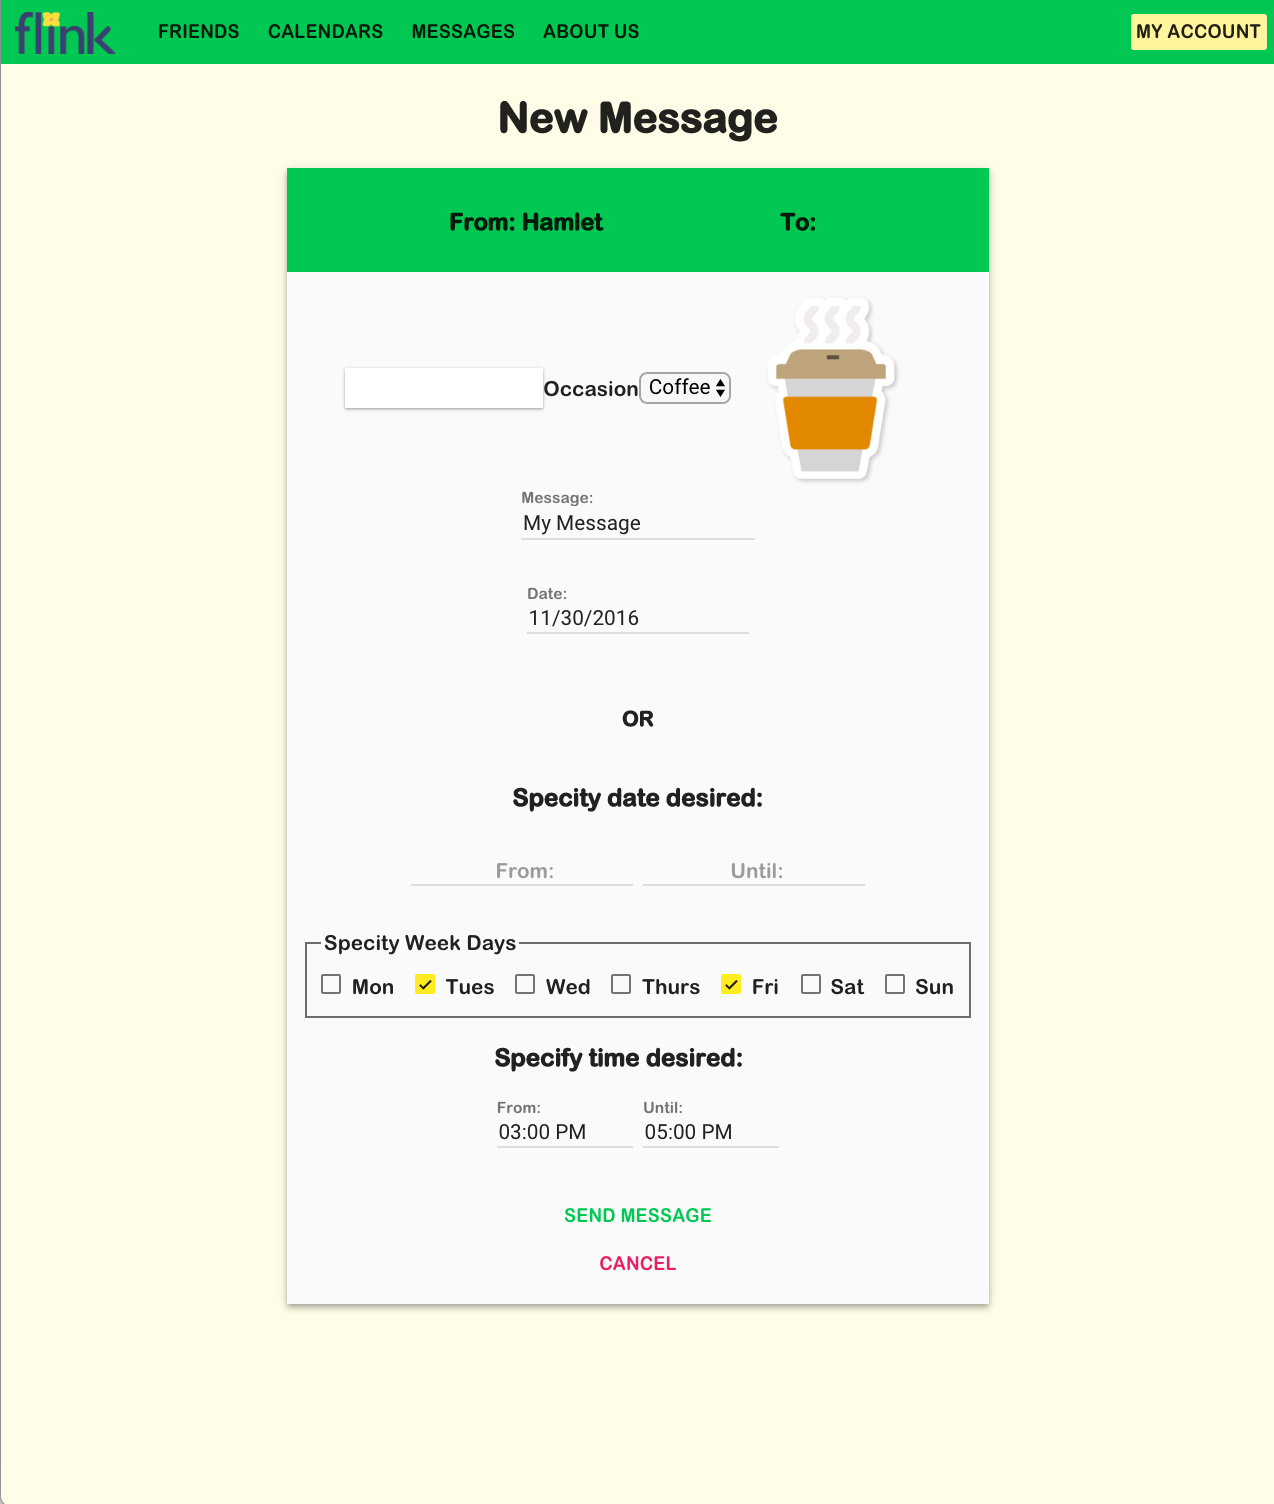 flink FRIENDS CALENDARS MESSAGES ABOUT US MY ACCOUNT
New Message
From: Hamlet To:
Occasion Coffee
Message:
My Message
Date:
11/30/2016
OR
Specity date desired:
From: Until:
Specity Week Days
Mon Tues Wed Thurs Fri Sat Sun
Specify time desired:
From: Until:
03:00 PM 05:00 PM
SEND MESSAGE
CANCEL